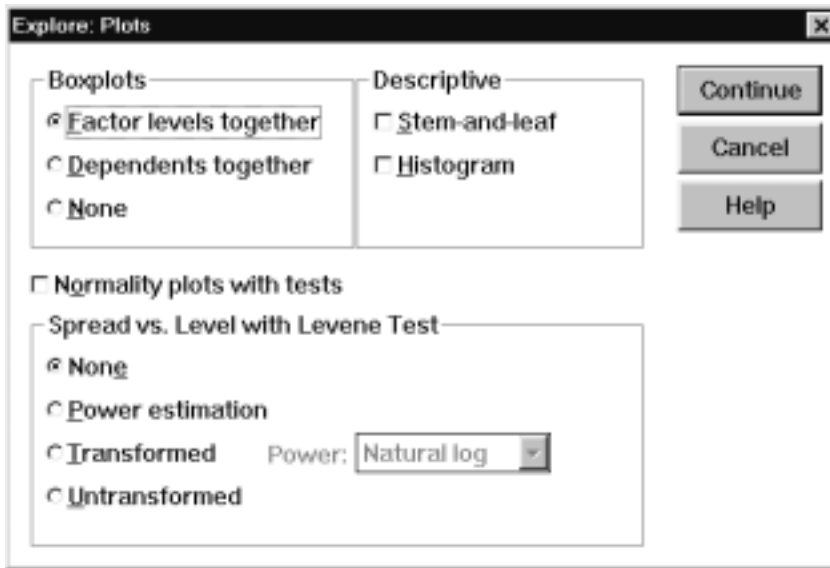 Explore: Plots
Boxplots
Factor levels together
Dependents together
None
Descriptive
Stem-and-leaf
Histogram
Continue
Cancel
Help
Normality plots with tests
Spread vs. Level with Levene Test
None
Power estimation
Transformed Power: Natural log
Untransformed